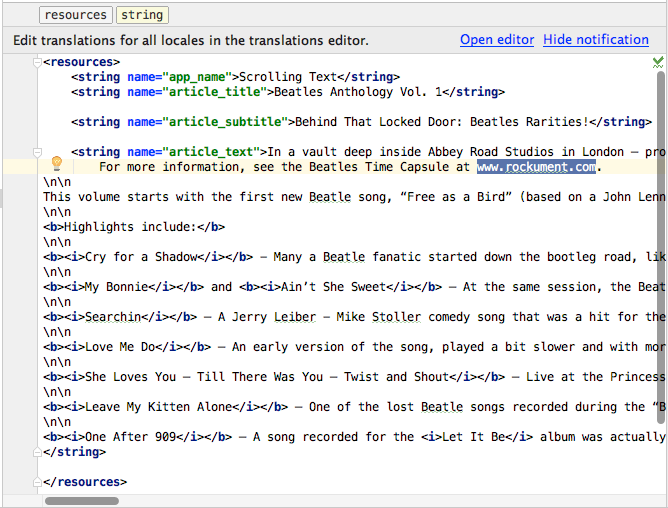 resources string
Edit translations for all locales in the translations editor. Open editor Hide notification
<resources>
<string name="app_name">Scrolling Text</string>
<string name="article_title">Beatles Anthology Vol. 1</string>
<string name="article_subtitle">Behind That Locked Door: Beatles Rarities!</string>
<string name="article_text">In a vault deep inside Abbey Road Studios in London — pro
For more information, see the Beatles Time Capsule at www.rockument.com.
\n\n
This volume starts with the first new Beatle song, “Free as a Bird” (based on a John Lenn
\n\n
<b>Highlights include:</b>
\n\n
<b><i>Cry for a Shadow</i></b> – Many a Beatle fanatic started down the bootleg road, lik
\n\n
<b><i>My Bonnie</i></b> and <b><i>Ain’t She Sweet</i></b> – At the same session, the Beat
\n\n
<b><i>Searchin</i></b> – A Jerry Leiber – Mike Stoller comedy song that was a hit for the
\n\n
<b><i>Love Me Do</i></b> – An early version of the song, played a bit slower and with mor
\n\n
<b><i>She Loves You – Till There Was You – Twist and Shout</i></b> – Live at the Princess
\n\n
<b><i>Leave My Kitten Alone</i></b> – One of the lost Beatle songs recorded during the “B
\n\n
<b><i>One After 909</i></b> – A song recorded for the <i>Let It Be</i> album was actually
</string>
</resources>